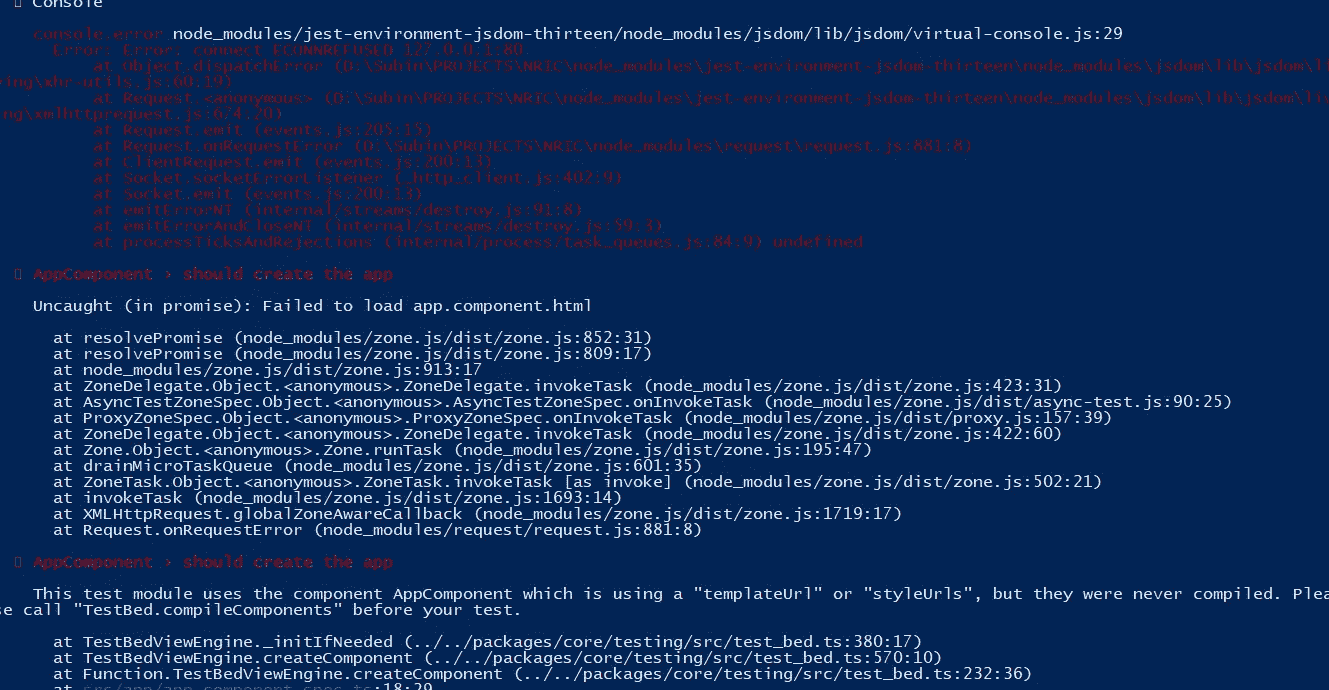 Console
console.error node_modules/jest-environment-jsdom-thirteen/node_modules/jsdom/lib/jsdom/virtual-console.js:29
Error: Error: connect ECONNREFUSED 127.0.0.1:80
at Object.dispatchError (D:\Subin\PROJECTS\NRIC\node_modules\jest-environment-jsdom-thirteen\node_modules\jsdom\lib\jsdom\li
ving\xhr-utils.js:60:19)
at Request.<anonymous> (D:\Subin\PROJECTS\NRIC\node_modules\jest-environment-jsdom-thirteen\node_modules\jsdom\lib\jsdom\liv
ng\xmlhttprequest.js:674:20)
at Request.emit (events.js:205:15)
at Request.onRequestError (D:\Subin\PROJECTS\NRIC\node_modules\request\request.js:881:8)
at ClientRequest.emit (events.js:200:13)
at Socket.socketErrorListener (_http_client.js:402:9)
at Socket.emit (events.js:200:13)
at emitErrorNT (internal/streams/destroy.js:91:8)
at emitErrorAndCloseNT (internal/streams/destroy.js:59:3)
at processTicksAndRejections (internal/process/task_queues.js:84:9) undefined
AppComponent › should create the app
Uncaught (in promise): Failed to load app.component.html
at resolvePromise (node_modules/zone.js/dist/zone.js:852:31)
at resolvePromise (node_modules/zone.js/dist/zone.js:809:17)
at node_modules/zone.js/dist/zone.js:913:17
at ZoneDelegate.Object.<anonymous>.ZoneDelegate.invokeTask (node_modules/zone.js/dist/zone.js:423:31)
at AsyncTestZoneSpec.Object.<anonymous>.AsyncTestZoneSpec.onInvokeTask (node_modules/zone.js/dist/async-test.js:90:25)
at ProxyZoneSpec.Object.<anonymous>.ProxyZoneSpec.onInvokeTask (node_modules/zone.js/dist/proxy.js:157:39)
at ZoneDelegate.Object.<anonymous>.ZoneDelegate.invokeTask (node_modules/zone.js/dist/zone.js:422:60)
at Zone.Object.<anonymous>.Zone.runTask (node_modules/zone.js/dist/zone.js:195:47)
at drainMicroTaskQueue (node_modules/zone.js/dist/zone.js:601:35)
at ZoneTask.Object.<anonymous>.ZoneTask.invokeTask [as invoke] (node_modules/zone.js/dist/zone.js:502:21)
at invokeTask (node_modules/zone.js/dist/zone.js:1693:14)
at XMLHttpRequest.globalZoneAwareCallback (node_modules/zone.js/dist/zone.js:1719:17)
at Request.onRequestError (node_modules/request/request.js:881:8)
AppComponent › should create the app
This test module uses the component AppComponent which is using a "templateUrl" or "styleUrls", but they were never compiled. Plea
se call "TestBed.compileComponents" before your test.
at TestBedViewEngine._initIfNeeded (../../packages/core/testing/src/test_bed.ts:380:17)
at TestBedViewEngine.createComponent (../../packages/core/testing/src/test_bed.ts:570:10)
at Function.TestBedViewEngine.createComponent (../../packages/core/testing/src/test_bed.ts:232:36)
at src/app/app.component.spec.ts:18:29